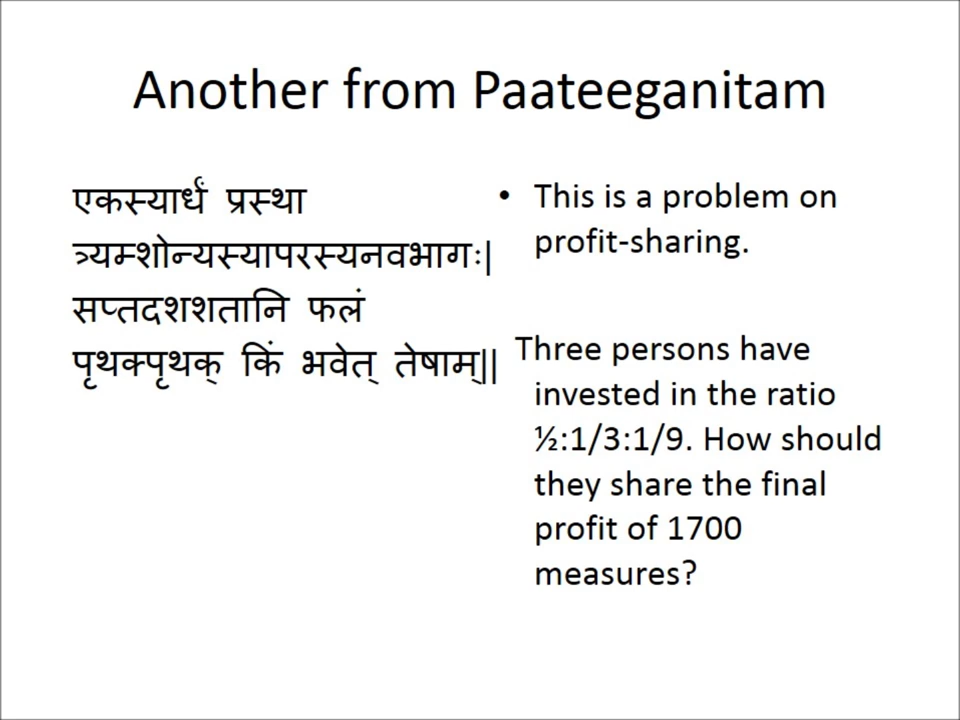 Another from Paateeganitam
एकस्यार्धं प्रस्था
त्र्यम्शोन्यस्यापरस्यनवभागः|
सप्तदशशतानि फलं
पृथक्पृथक् किं भवेत् तेषाम्||
• This is a problem on
profit-sharing.
Three persons have
invested in the ratio
½:1/3:1/9. How should
they share the final
profit of 1700
measures?